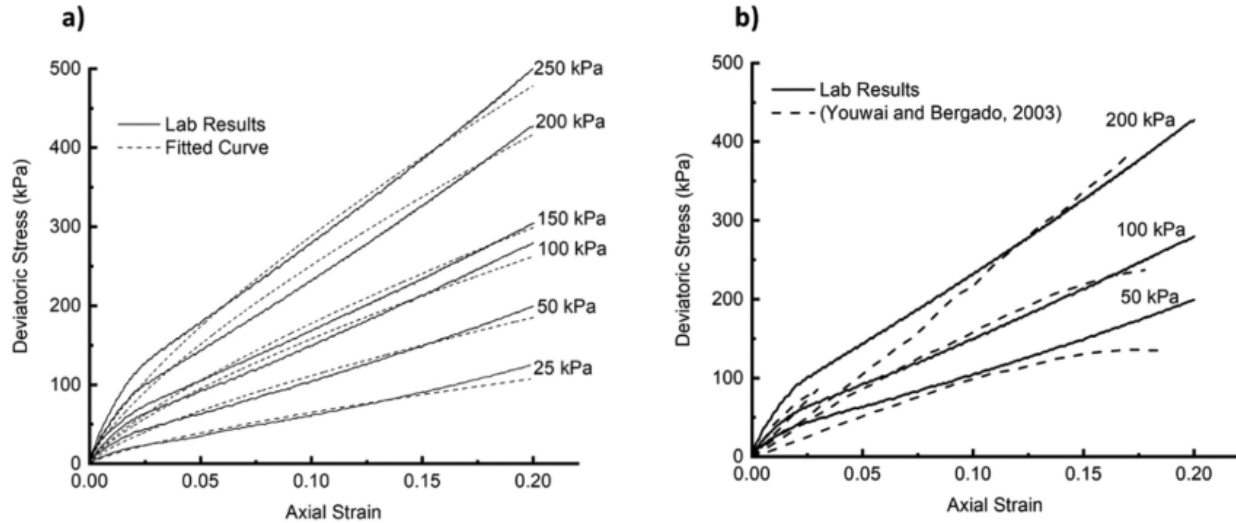 a)
500
400
300
200
100
0
Deviatoric Stress (kPa)
Lab Results
Fitted Curve
250 kPa
200 kPa
150 kPa
100 kPa
50 kPa
25 kPa
0.00
0.05
0.10
0.15
0.20
Axial Strain
b)
500
400
300
200
100
0
Deviatoric Stress (kPa)
Lab Results
(Youwai and Bergado, 2003)
200 kPa
100 kPa
50 kPa
0.00
0.05
0.10
0.15
0.20
Axial Strain